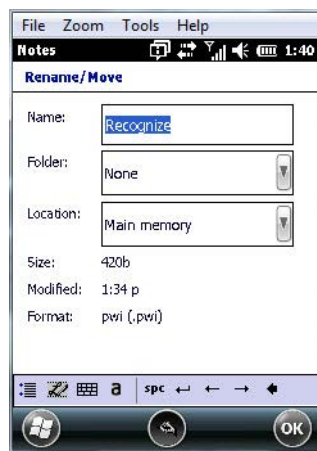 File Zoom Tools Help
Notes 1:40
Rename/Move
Name: Recognize
Folder: None
Location: Main memory
Size: 420b
Modified: 1:34 p
Format: pwi (.pwi)
a spc
OK